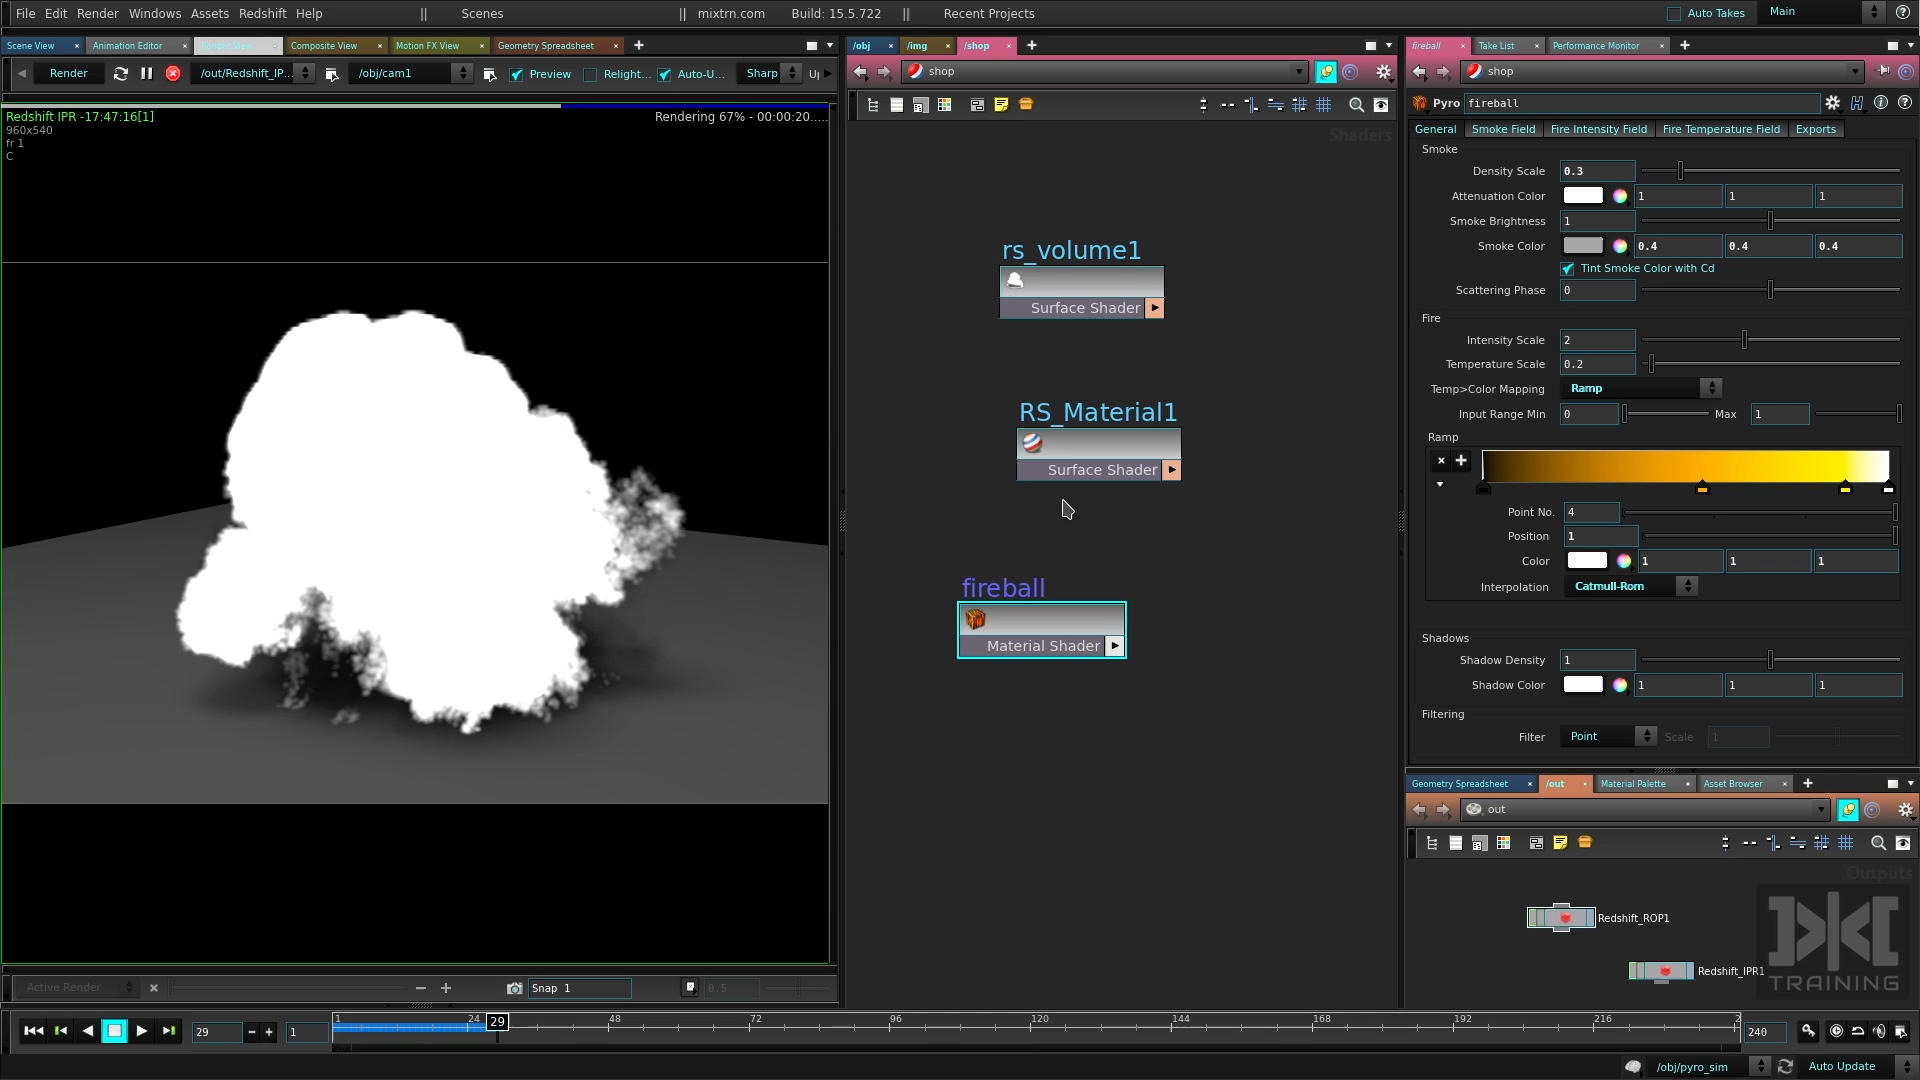 File Edit Render Windows Assets Redshift Help || Scenes || mixtrn.com Build: 15.5.722 || Recent Projects Auto Takes Main
Scene View × Animation Editor × × Composite View × Motion FX View × Geometry Spreadsheet × +
Render /out/Redshift_IP... /obj/cam1 Preview Relight... Auto-U... Sharp
Redshift IPR -17:47:16[1]
Rendering 67% - 00:00:20.....
960x540
fr 1
C
Active Render
Snap 1
0.5
/obj × /img × /shop × +
shop
Shaders
rs_volume1
Surface Shader
RS_Material1
Surface Shader
fireball
Material Shader
fireball × Take List × Performance Monitor × +
shop
Pyro fireball
General Smoke Field Fire Intensity Field Fire Temperature Field Exports
Smoke
Density Scale 0.3
Attenuation Color 1 1 1
Smoke Brightness 1
Smoke Color 0.4 0.4 0.4
Tint Smoke Color with Cd
Scattering Phase 0
Fire
Intensity Scale 2
Temperature Scale 0.2
Temp>Color Mapping Ramp
Input Range Min 0 Max 1
Ramp
Point No. 4
Position 1
Color 1 1 1
Interpolation Catmull-Rom
Shadows
Shadow Density 1
Shadow Color 1 1 1
Filtering
Filter Point Scale 1
Geometry Spreadsheet × /out × Material Palette × Asset Browser × +
out
Outputs
Redshift_ROP1
Redshift_IPR1
TRAINING
29 1 1 24 29 48 72 96 120 144 168 192 216 2 240
/obj/pyro_sim Auto Update